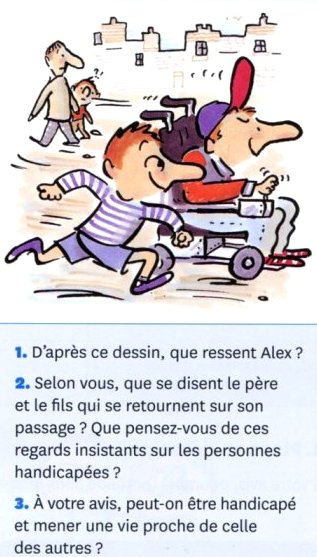 1. D'après ce dessin, que ressent Alex ?
2. Selon vous, que se disent le père
et le fils qui se retournent sur son
passage ? Que pensez-vous de ces
regards insistants sur les personnes
handicapées ?
3. À votre avis, peut-on être handicapé
et mener une vie proche de celle
des autres ?